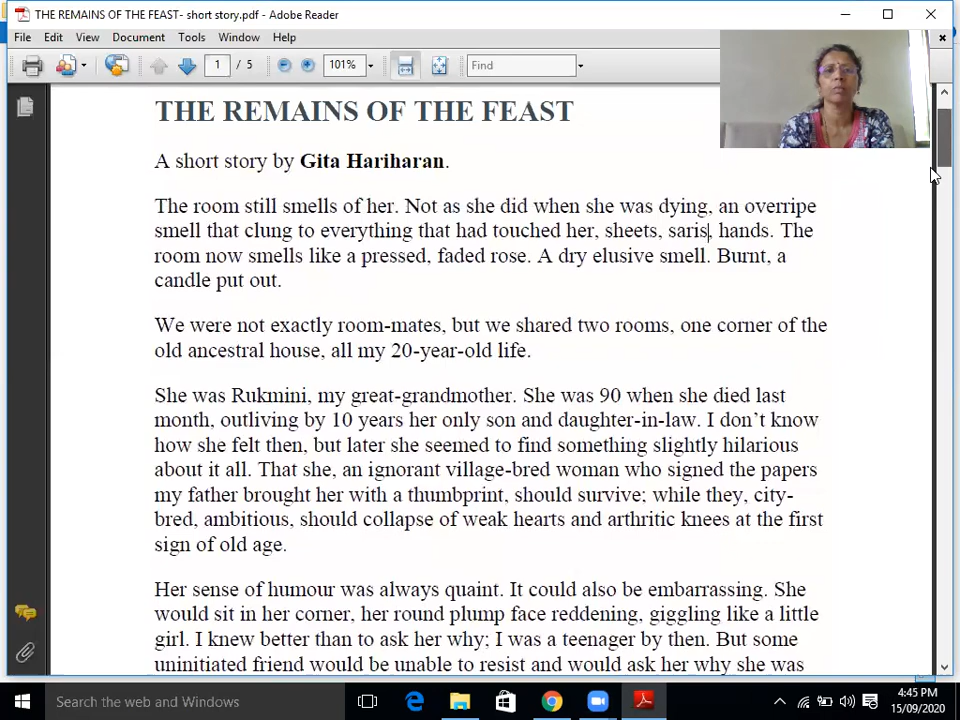 THE REMAINS OF THE FEAST- short story.pdf - Adobe Reader
File Edit View Document Tools Window Help
1 / 5 101% Find
THE REMAINS OF THE FEAST
A short story by Gita Hariharan.
The room still smells of her. Not as she did when she was dying, an overripe
smell that clung to everything that had touched her, sheets, saris, hands. The
room now smells like a pressed, faded rose. A dry elusive smell. Burnt, a
candle put out.
We were not exactly room-mates, but we shared two rooms, one corner of the
old ancestral house, all my 20-year-old life.
She was Rukmini, my great-grandmother. She was 90 when she died last
month, outliving by 10 years her only son and daughter-in-law. I don't know
how she felt then, but later she seemed to find something slightly hilarious
about it all. That she, an ignorant village-bred woman who signed the papers
my father brought her with a thumbprint, should survive; while they, city-
bred, ambitious, should collapse of weak hearts and arthritic knees at the first
sign of old age.
Her sense of humour was always quaint. It could also be embarrassing. She
would sit in her corner, her round plump face reddening, giggling like a little
girl. I knew better than to ask her why; I was a teenager by then. But some
uninitiated friend would be unable to resist and would ask her why she was
Search the web and Windows
4:45 PM
15/09/2020